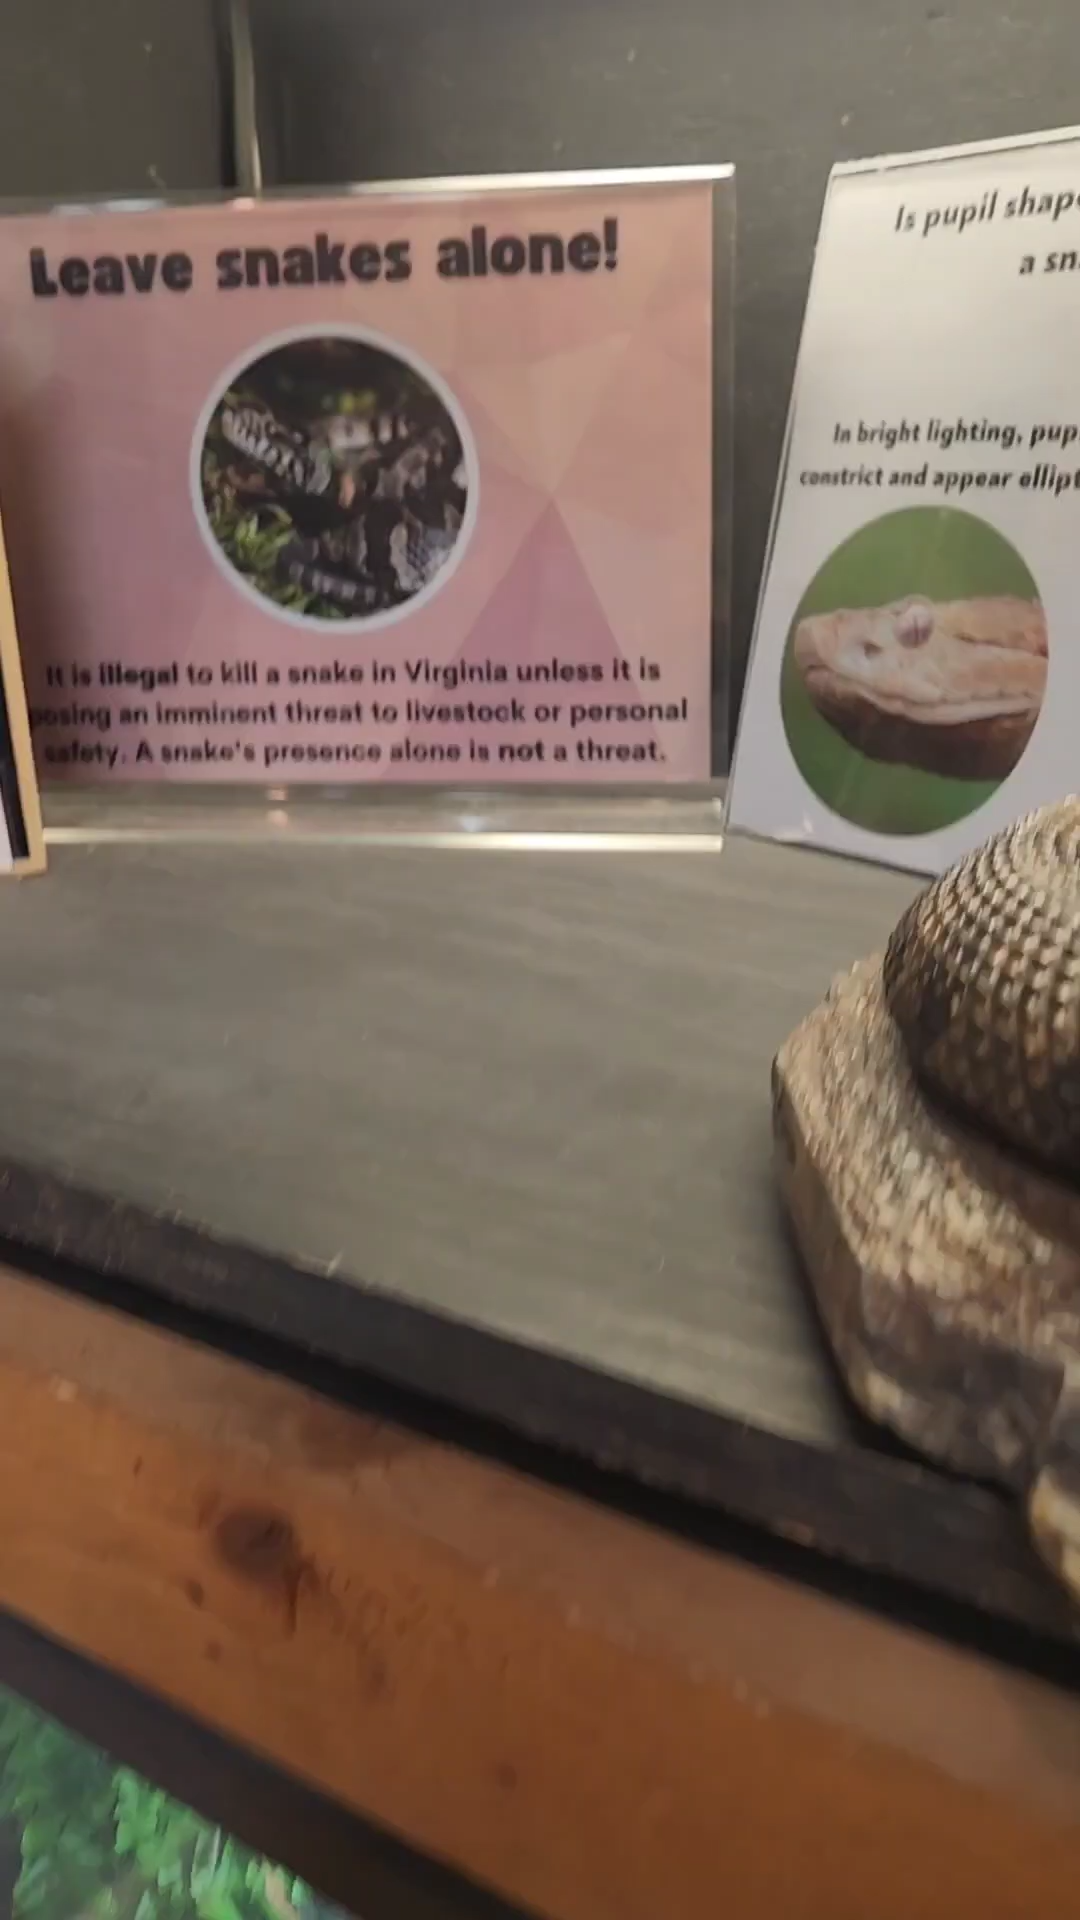 Leave snakes alone!
It is illegal to kill a snake in Virginia unless it is
posing an imminent threat to livestock or personal
safety. A snake's presence alone is not a threat.
Is pupil shap
a sn
In bright lighting, pup
constrict and appear ellipt